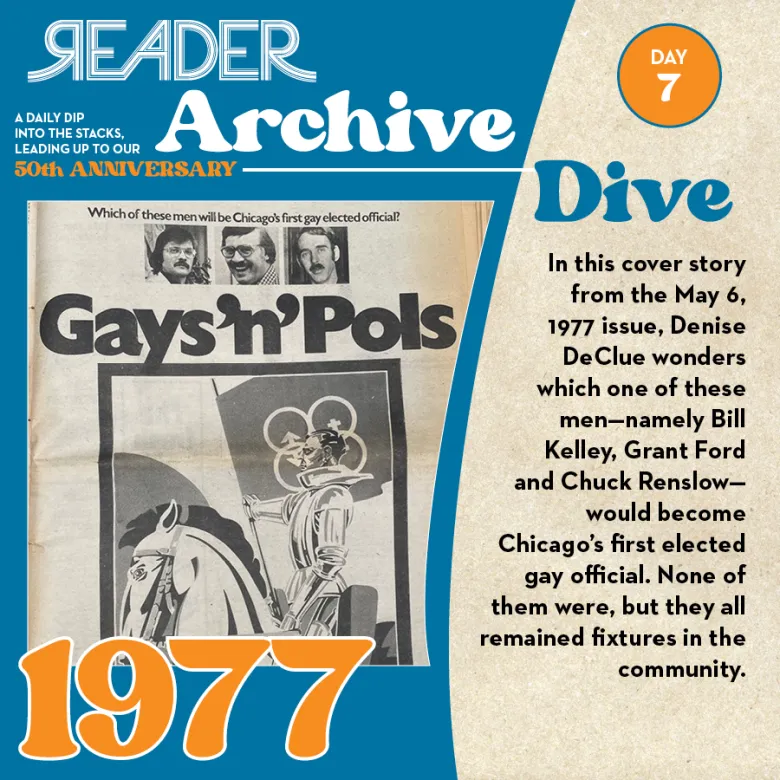 READER
Archive
Dive
A DAILY DIP
INTO THE STACKS,
LEADING UP TO OUR
50th ANNIVERSARY
DAY
7
Which of these men will be Chicago's first gay elected official?
Gays 'n' Pols
1977
In this cover story
from the May 6,
1977 issue, Denise
DeClue wonders
which one of these
men—namely Bill
Kelley, Grant Ford
and Chuck Renslow—
would become
Chicago's first elected
gay official. None of
them were, but they all
remained fixtures in the
community.